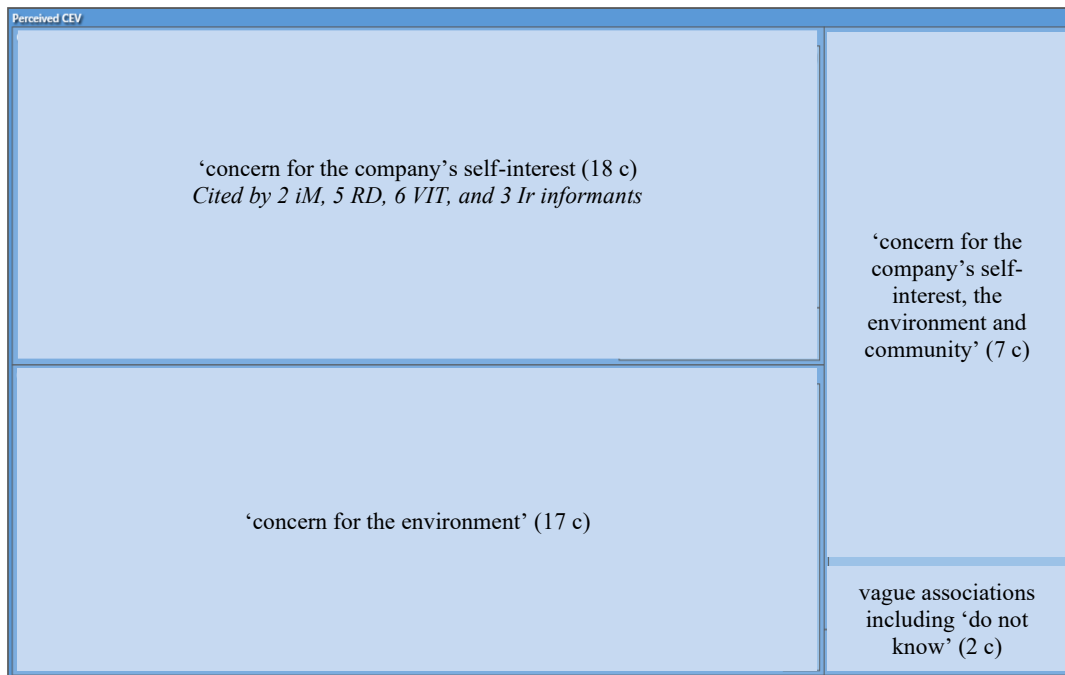 Perceived CEV
‘concern for the company’s self-interest (18 c)
Cited by 2 iM, 5 RD, 6 VIT, and 3 Ir informants
‘concern for the
company’s self-
interest, the
environment and
community’ (7 c)
‘concern for the environment’ (17 c)
vague associations
including ‘do not
know’ (2 c)